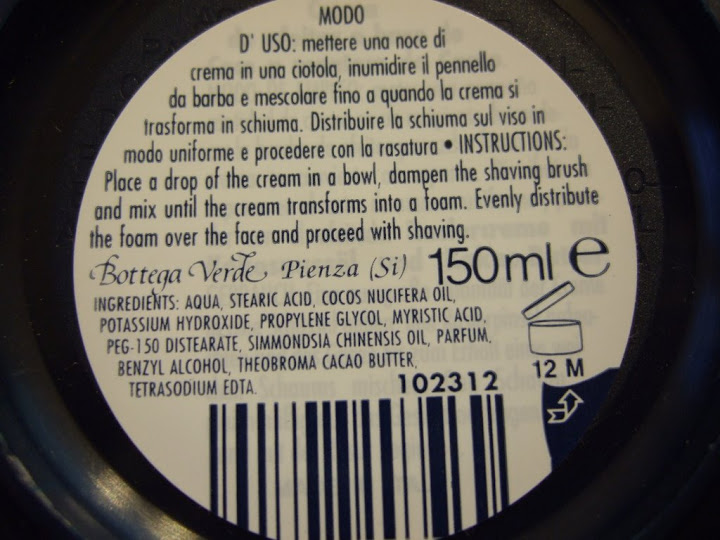 MODO
D' USO: mettere una noce di
crema in una ciotola, inumidire il pennello
da barba e mescolare fino a quando la crema si
trasforma in schiuma. Distribuire la schiuma sul viso in
modo uniforme e procedere con la rasatura • INSTRUCTIONS:
Place a drop of the cream in a bowl, dampen the shaving brush
and mix until the cream transforms into a foam. Evenly distribute
the foam over the face and proceed with shaving.
Bottega Verde Pienza (Si) 150ml e
INGREDIENTS: AQUA, STEARIC ACID, COCOS NUCIFERA OIL,
POTASSIUM HYDROXIDE, PROPYLENE GLYCOL, MYRISTIC ACID,
PEG-150 DISTEARATE, SIMMONDSIA CHINENSIS OIL, PARFUM,
BENZYL ALCOHOL, THEOBROMA CACAO BUTTER,
TETRASODIUM EDTA.
12 M
102312